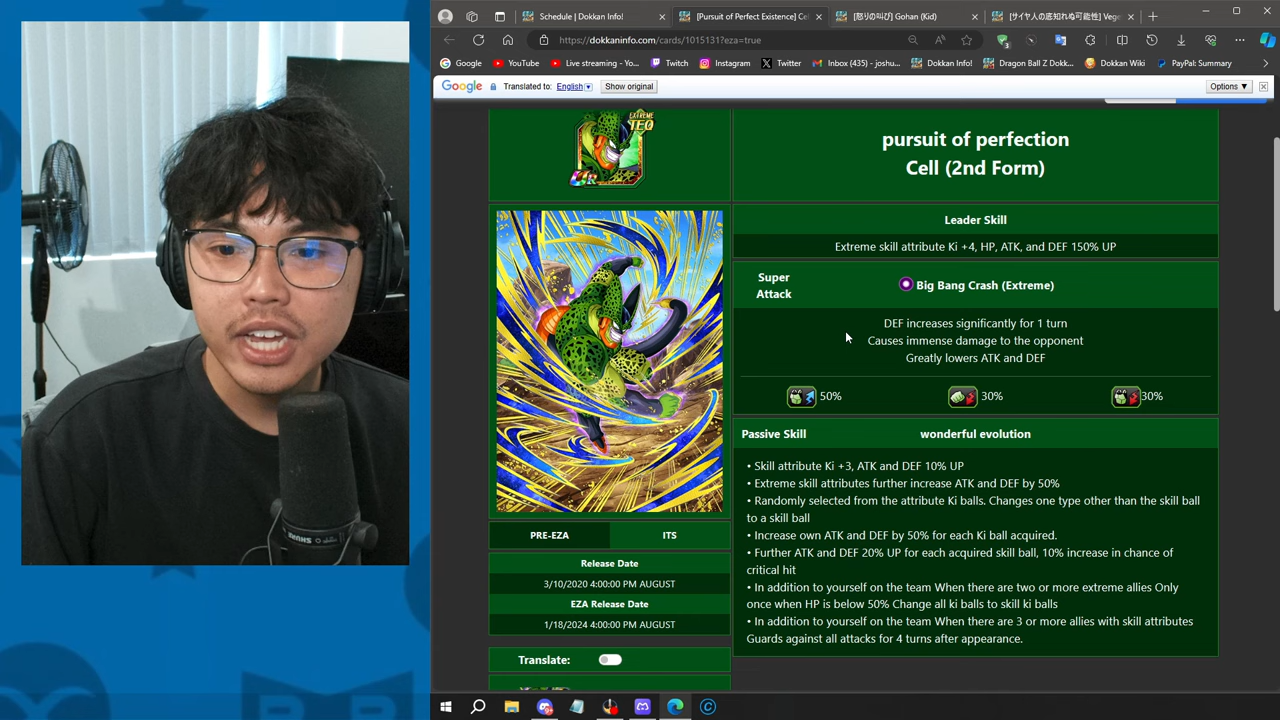 Schedule | Dokkan Info!
[Pursuit of Perfect Existence] Ce
[怒りの叫び] Gohan (Kid)
[サイヤ人の底知れぬ可能性] Vege
https://dokkaninfo.com/cards/1015131?eza=true
3
Google
YouTube
Live streaming - Yo...
Twitch
Instagram
Twitter
Inbox (435) - joshu...
Dokkan Info!
Dragon Ball Z Dokk...
Dokkan Wiki
PayPal Summary
Google
Translated to: English
Show original
Options ▼
EXTREME
TEQ
UR
pursuit of perfection
Cell (2nd Form)
Leader Skill
Extreme skill attribute Ki +4, HP, ATK, and DEF 150% UP
Super
Attack
Big Bang Crash (Extreme)
DEF increases significantly for 1 turn
Causes immense damage to the opponent
Greatly lowers ATK and DEF
50%
30%
30%
Passive Skill
wonderful evolution
• Skill attribute Ki +3, ATK and DEF 10% UP
• Extreme skill attributes further increase ATK and DEF by 50%
• Randomly selected from the attribute Ki balls. Changes one type other than the skill ball
to a skill ball
• Increase own ATK and DEF by 50% for each Ki ball acquired.
• Further ATK and DEF 20% UP for each acquired skill ball, 10% increase in chance of
critical hit
• In addition to yourself on the team When there are two or more extreme allies Only
once when HP is below 50% Change all ki balls to skill ki balls
• In addition to yourself on the team When there are 3 or more allies with skill attributes
Guards against all attacks for 4 turns after appearance.
PRE-EZA
ITS
Release Date
3/10/2020 4:00:00 PM AUGUST
EZA Release Date
1/18/2024 4:00:00 PM AUGUST
Translate:
SHURE